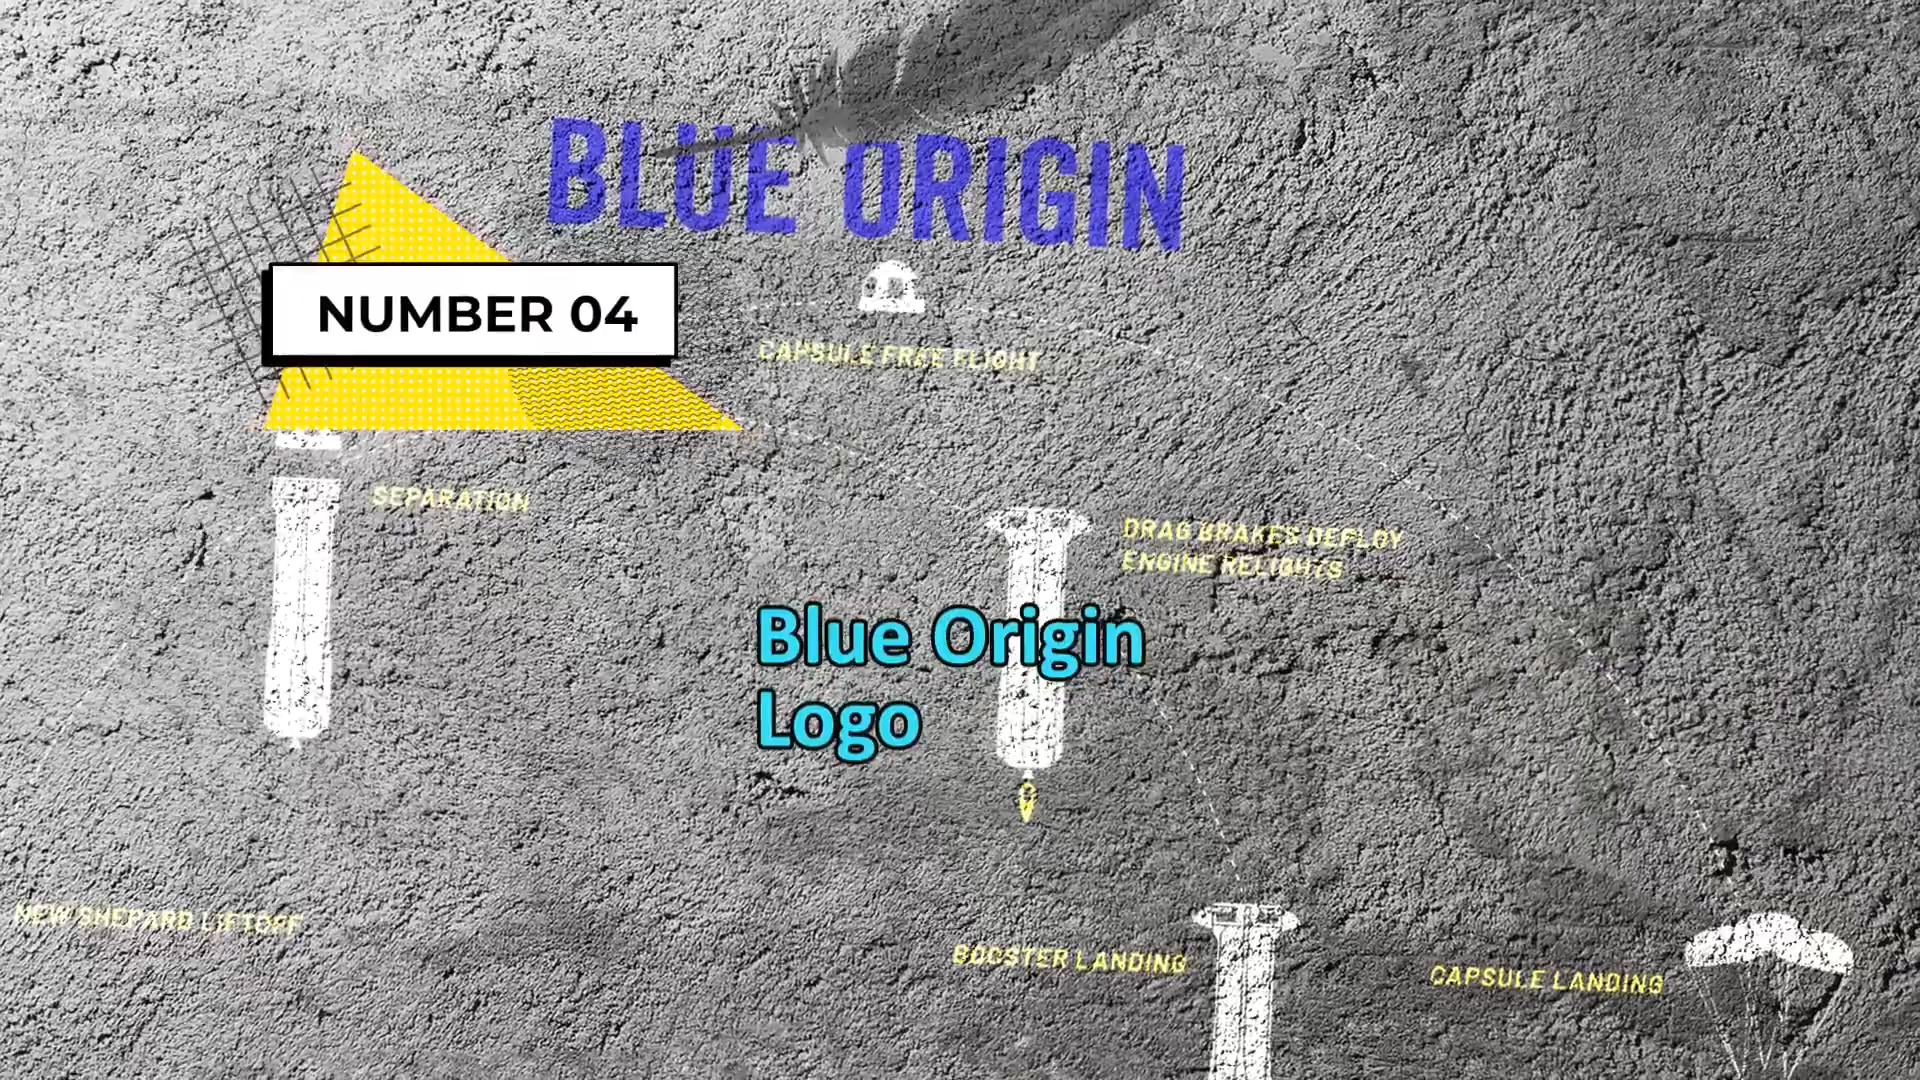 BLUE ORIGIN
NUMBER 04
CAPSULE FREE FLIGHT
SEPARATION
DRAG BRAKES DEPLOY
ENGINE RELIGHTS
Blue Origin
Logo
NEW SHEPARD LIFTOFF
BOOSTER LANDING
CAPSULE LANDING